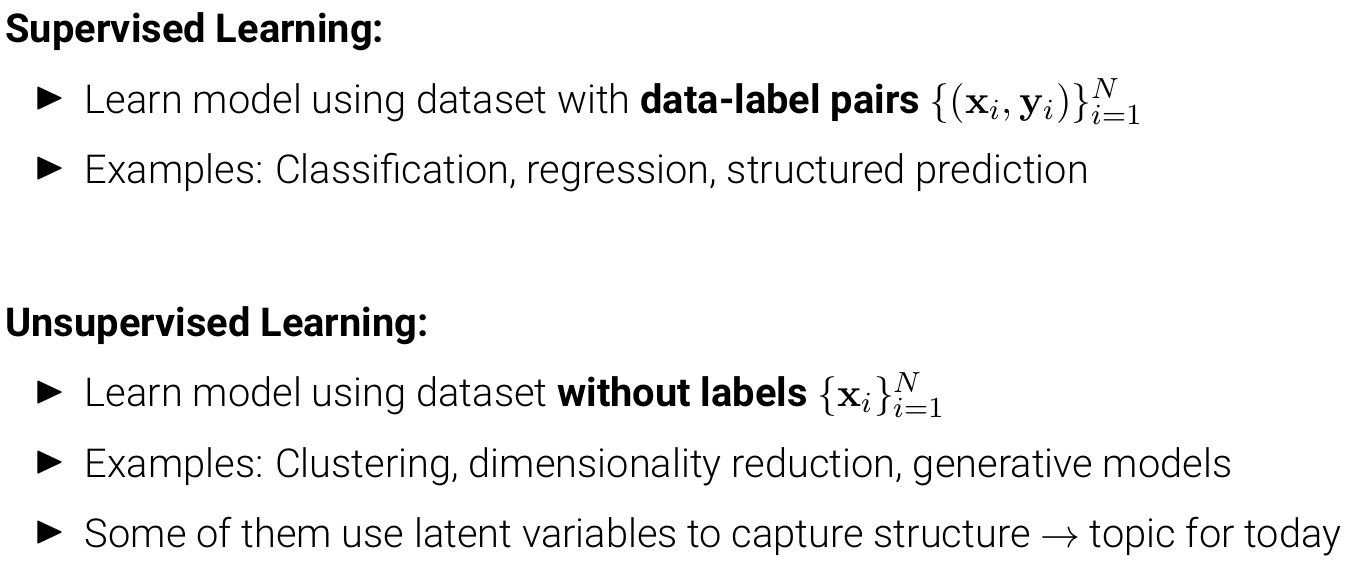 Supervised Learning:
► Learn model using dataset with data-label pairs $\{(\mathbf{x}_i, \mathbf{y}_i)\}_{i=1}^{N}$
► Examples: Classification, regression, structured prediction
Unsupervised Learning:
► Learn model using dataset without labels $\{\mathbf{x}_i\}_{i=1}^{N}$
► Examples: Clustering, dimensionality reduction, generative models
► Some of them use latent variables to capture structure → topic for today